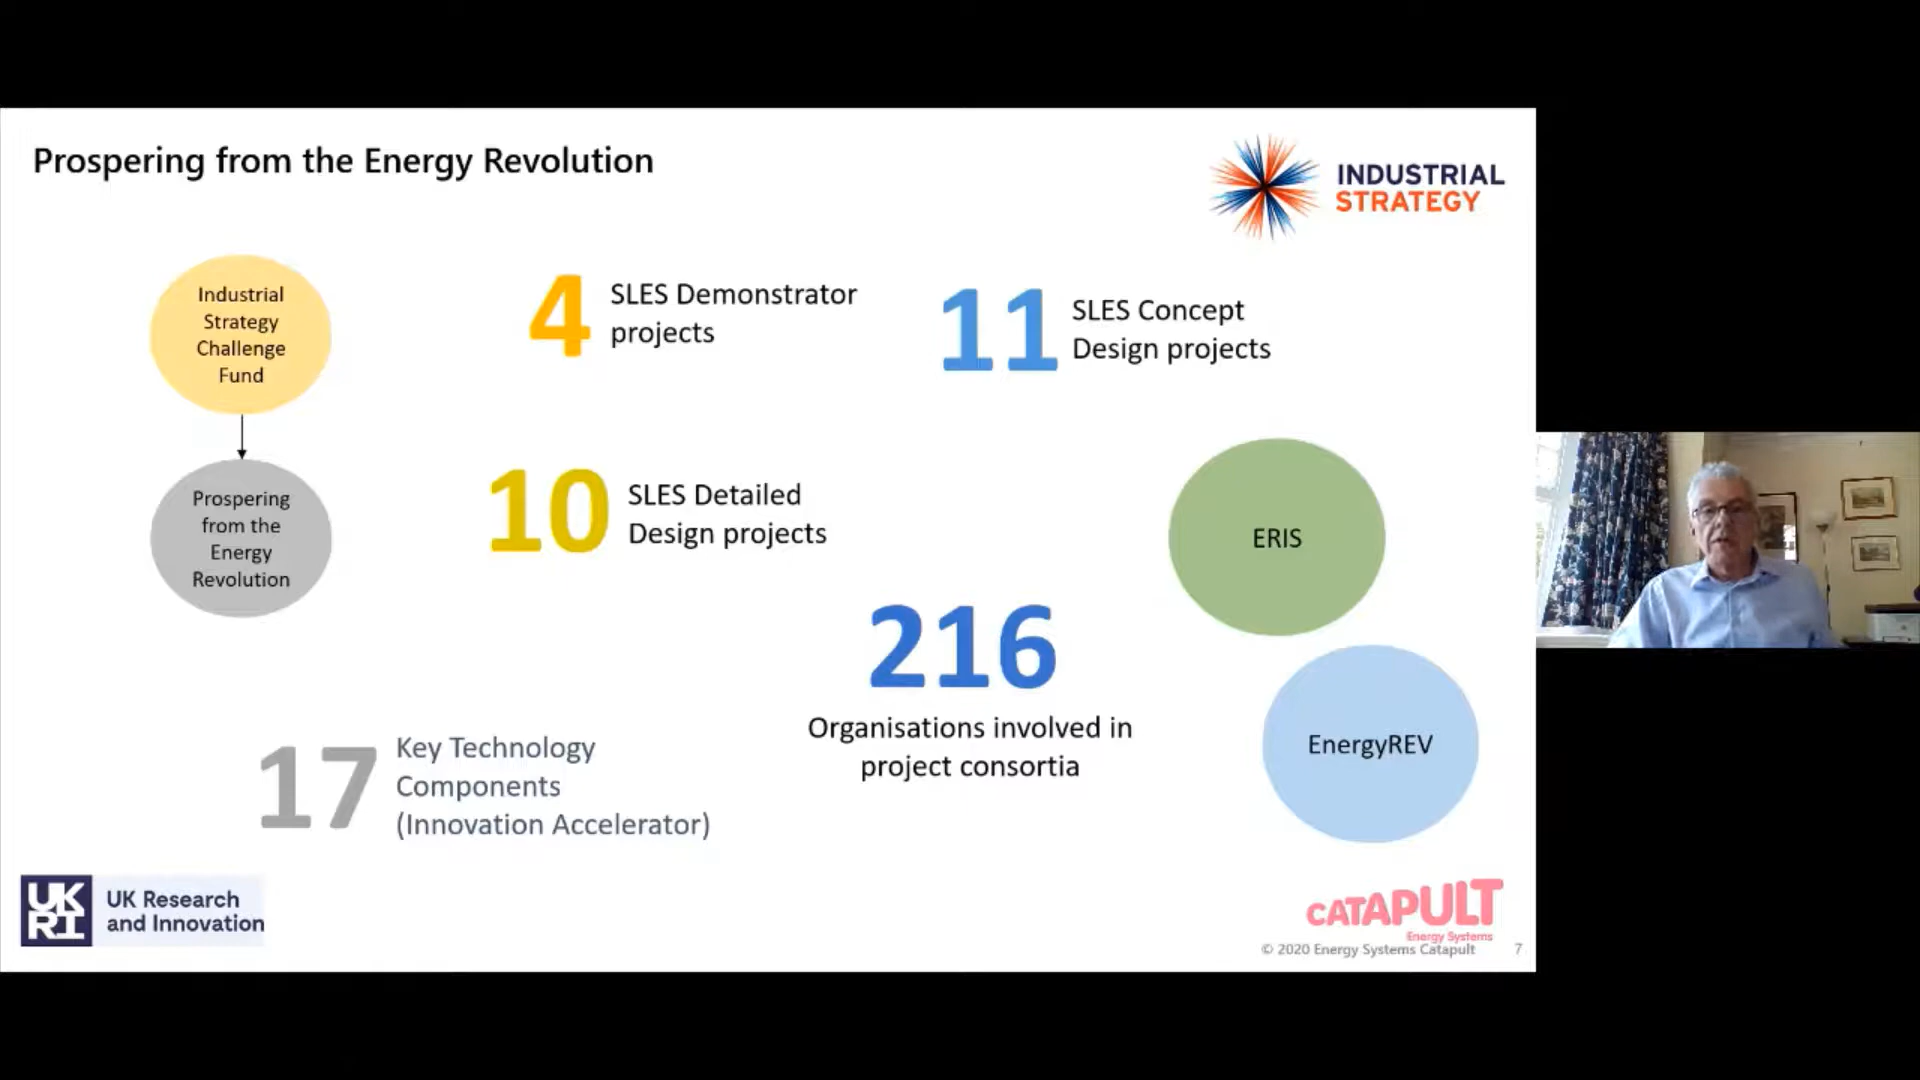 Prospering from the Energy Revolution
INDUSTRIAL
STRATEGY
Industrial
Strategy
Challenge
Fund
4
SLES Demonstrator
projects
11
SLES Concept
Design projects
Prospering
from the
Energy
Revolution
10
SLES Detailed
Design projects
ERIS
216
Organisations involved in
project consortia
EnergyREV
17
Key Technology
Components
(Innovation Accelerator)
UK
RI
UK Research
and Innovation
CATAPULT
Energy Systems
© 2020 Energy Systems Catapult
7